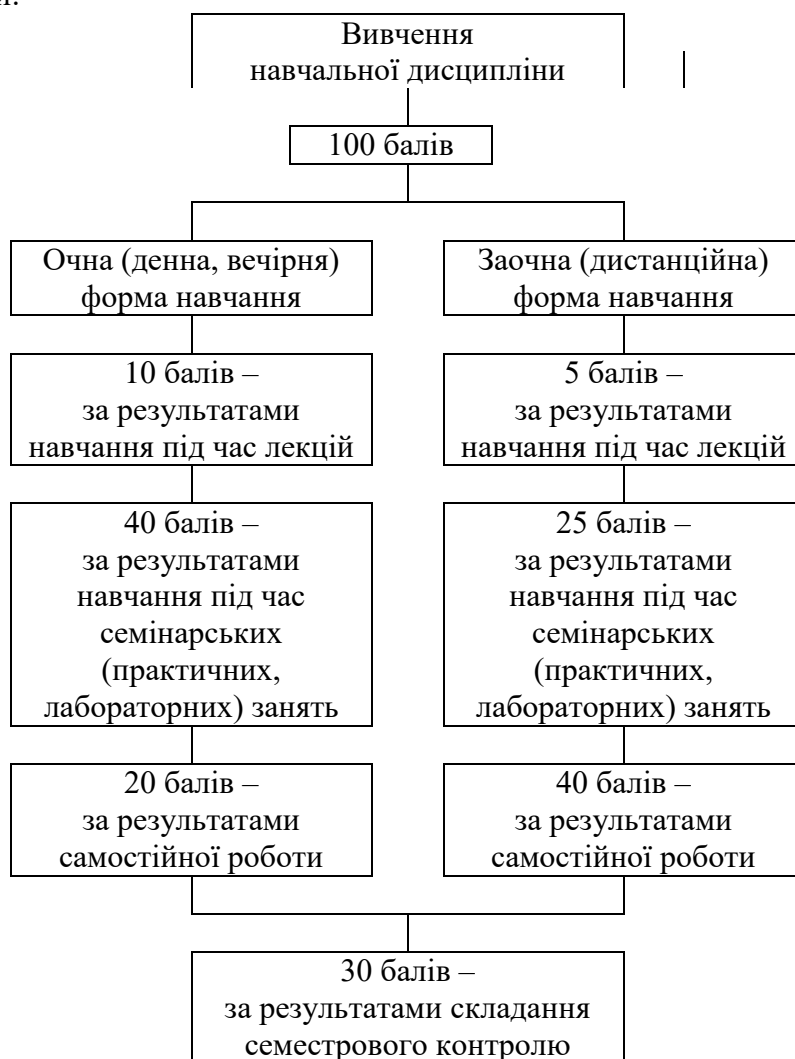 и.
Вивчення
навчальної дисципліни
100 балів
Очна (денна, вечірня)
форма навчання
Заочна (дистанційна)
форма навчання
10 балів –
за результатами
навчання під час лекцій
5 балів –
за результатами
навчання під час лекцій
40 балів –
за результатами
навчання під час
семінарських
(практичних,
лабораторних) занять
25 балів –
за результатами
навчання під час
семінарських
(практичних,
лабораторних) занять
20 балів –
за результатами
самостійної роботи
40 балів –
за результатами
самостійної роботи
30 балів –
за результатами складання
семестрового контролю